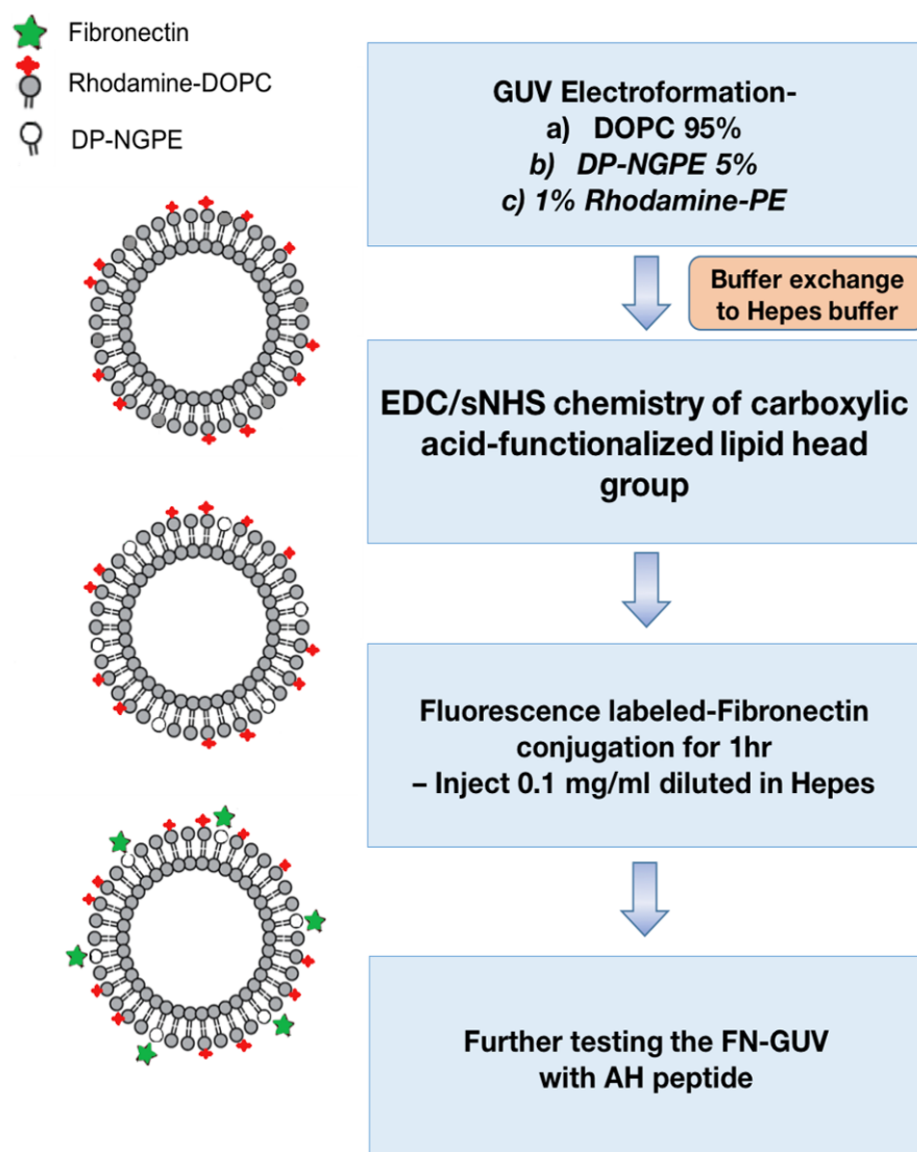 Fibronectin
Rhodamine-DOPC
DP-NGPE
GUV Electroformation-
a) DOPC 95%
b) DP-NGPE 5%
c) 1% Rhodamine-PE
Buffer exchange
to Hepes buffer
EDC/sNHS chemistry of carboxylic
acid-functionalized lipid head
group
Fluorescence labeled-Fibronectin
conjugation for 1hr
– Inject 0.1 mg/ml diluted in Hepes
Further testing the FN-GUV
with AH peptide